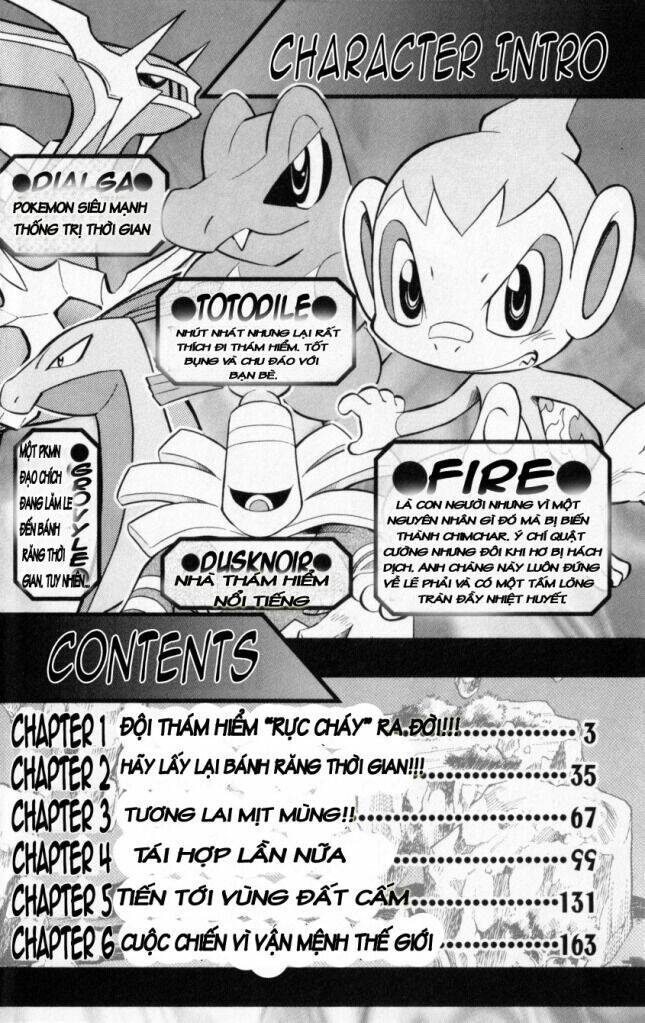 CHARACTER INTRO
●DIALGA●
POKEMON SIÊU MẠNH
THỐNG TRỊ THỜI GIAN
●TOTODILE●
NHÚT NHÁT NHƯNG LẠI RẤT
THÍCH ĐI THÁM HIỂM. TỐT
BỤNG VÀ CHU ĐÁO VỚI
BẠN BÈ.
●GROVYLE●
MỘT PKMN
ĐẠO CHÍCH
ĐANG LĂM LE
ĐẾN BÁNH
RĂNG THỜI
GIAN, TUY NHIÊN...
●FIRE●
LÀ CON NGƯỜI NHƯNG VÌ MỘT
NGUYÊN NHÂN GÌ ĐÓ MÀ BỊ BIẾN
THÀNH CHIMCHAR. Ý CHÍ QUẬT
CƯỜNG NHƯNG ĐÔI KHI HƠ BỊ HÁCH
DỊCH. ANH CHÀNG NÀY LUÔN ĐỨNG
VỀ LẼ PHẢI VÀ CÓ MỘT TẤM LÒNG
TRÀN ĐẦY NHIỆT HUYẾT.
●DUSKNOIR●
NHÀ THÁM HIỂM
NỔI TIẾNG
CONTENTS
CHAPTER 1 ĐỘI THÁM HIỂM "RỰC CHÁY" RA ĐỜI!!! 3
CHAPTER 2 HÃY LẤY LẠI BÁNH RĂNG THỜI GIAN!!! 35
CHAPTER 3 TƯƠNG LAI MỊT MÙNG!! 67
CHAPTER 4 TÁI HỢP LẦN NỮA 99
CHAPTER 5 TIẾN TỚI VÙNG ĐẤT CẤM 131
CHAPTER 6 CUỘC CHIẾN VÌ VẬN MỆNH THẾ GIỚI 163